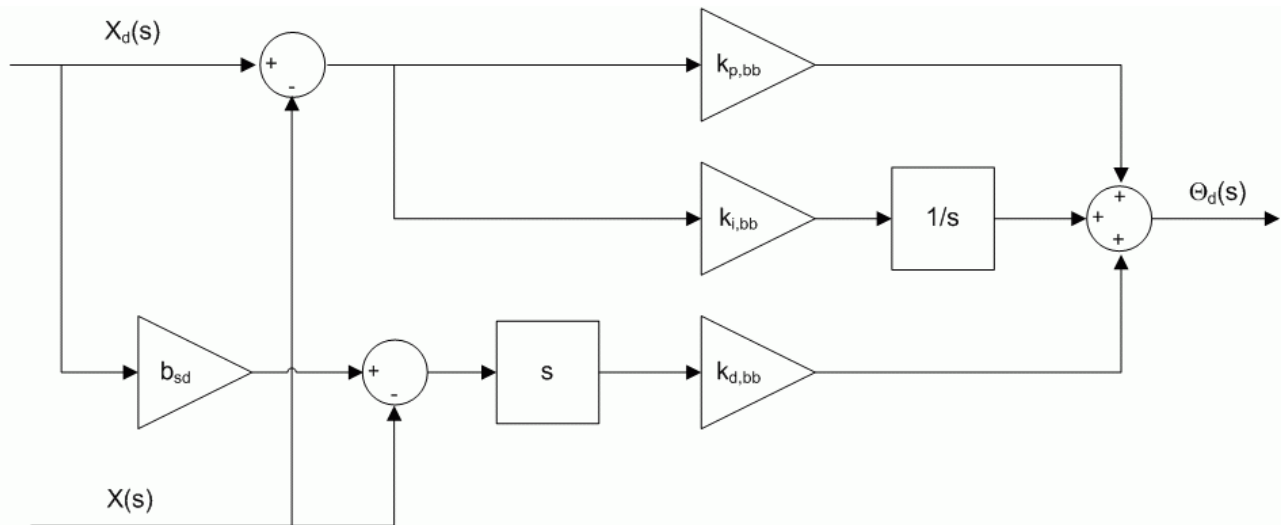 X_d(s)
+
-
k_p,bb
k_i,bb
1/s
+
+
+
Θ_d(s)
b_sd
+
-
s
k_d,bb
X(s)